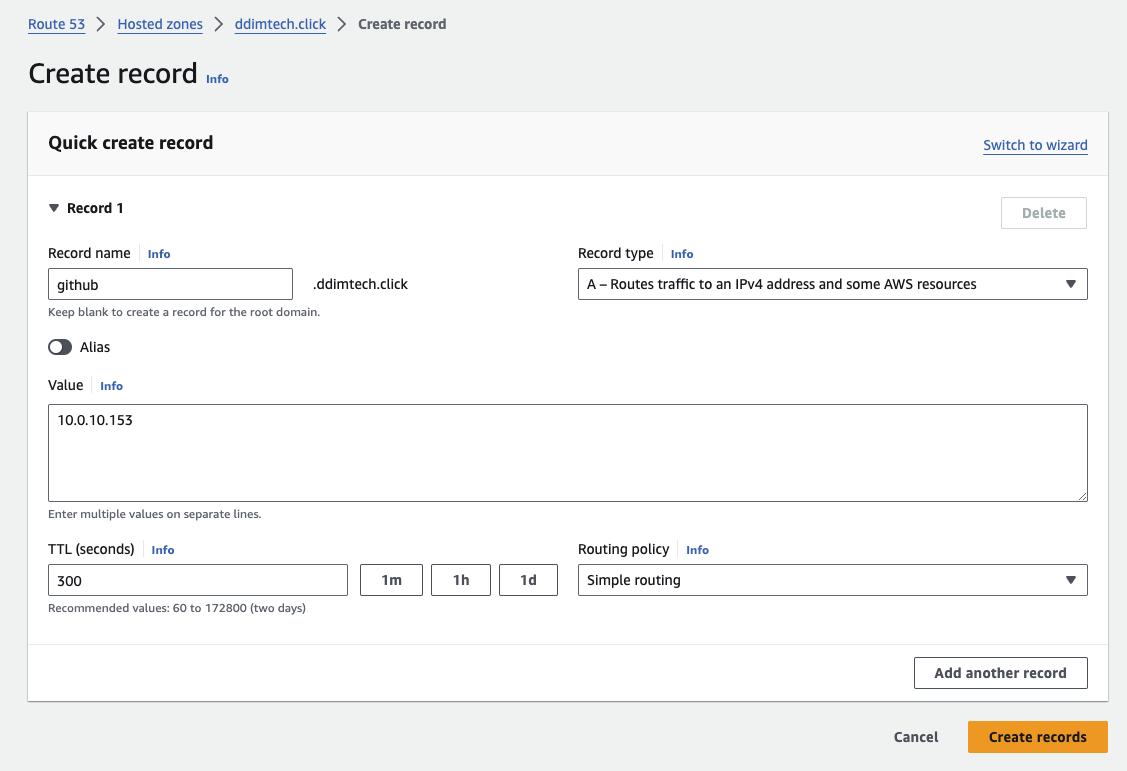 Route 53 > Hosted zones > ddimtech.click > Create record
Create record Info
Quick create record
Switch to wizard
Record 1
Delete
Record name Info
github .ddimtech.click
Keep blank to create a record for the root domain.
Record type Info
A – Routes traffic to an IPv4 address and some AWS resources
Alias
Value Info
10.0.10.153
Enter multiple values on separate lines.
TTL (seconds) Info
300 1m 1h 1d
Recommended values: 60 to 172800 (two days)
Routing policy Info
Simple routing
Add another record
Cancel Create records